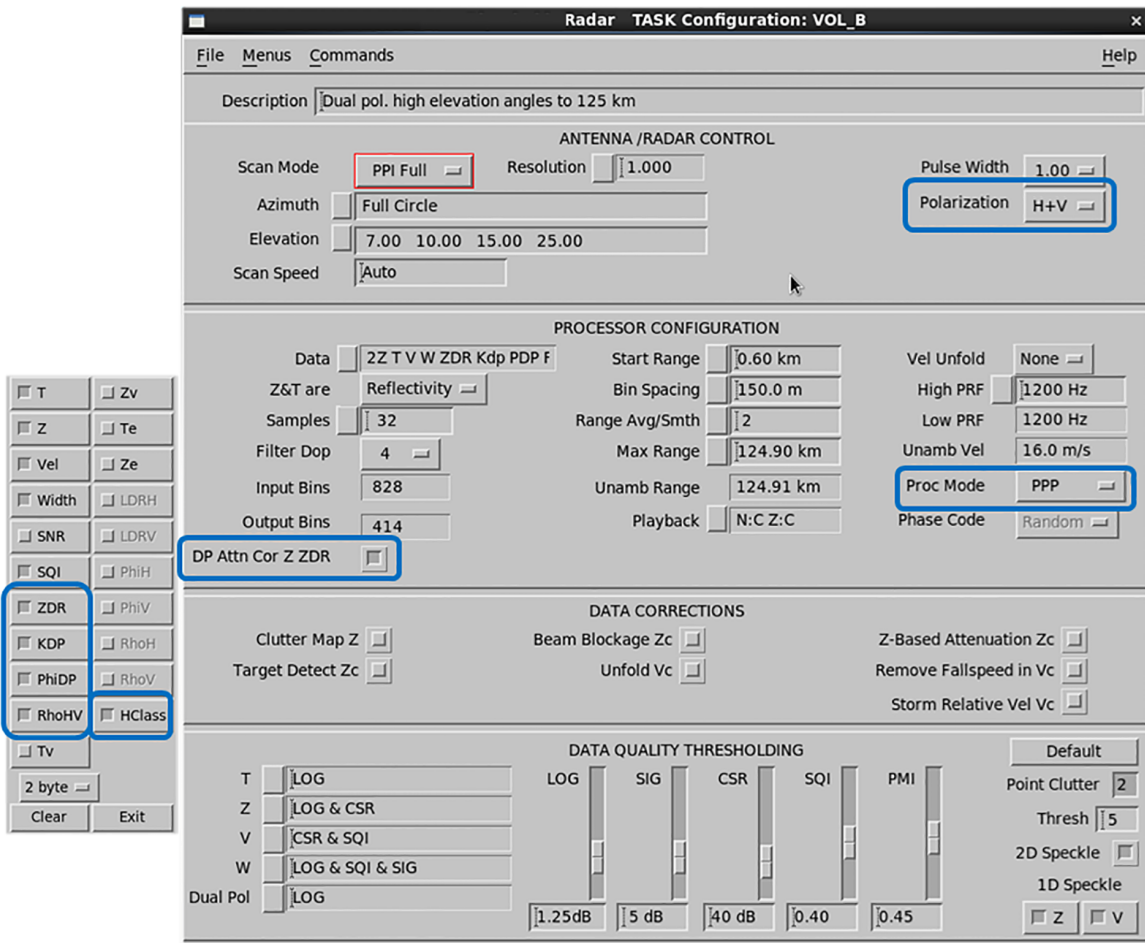 Radar TASK Configuration: VOL_B
File Menus Commands Help
Description Dual pol. high elevation angles to 125 km
ANTENNA /RADAR CONTROL
Scan Mode PPI Full Resolution 1.000 Pulse Width 1.00
Azimuth Full Circle Polarization H+V
Elevation 7.00 10.00 15.00 25.00
Scan Speed Auto
PROCESSOR CONFIGURATION
Data 2Z T V W ZDR Kdp PDP F Start Range 0.60 km Vel Unfold None
Z&T are Reflectivity Bin Spacing 150.0 m High PRF 1200 Hz
Samples 32 Range Avg/Smth 2 Low PRF 1200 Hz
Filter Dop 4 Max Range 124.90 km Unamb Vel 16.0 m/s
Input Bins 828 Unamb Range 124.91 km Proc Mode PPP
Output Bins 414 Playback N:C Z:C Phase Code Random
DP Attn Cor Z ZDR
DATA CORRECTIONS
Clutter Map Z Beam Blockage Zc Z-Based Attenuation Zc
Target Detect Zc Unfold Vc Remove Fallspeed in Vc
Storm Relative Vel Vc
DATA QUALITY THRESHOLDING Default
T LOG LOG SIG CSR SQI PMI Point Clutter 2
Z LOG & CSR Thresh 5
V CSR & SQI 2D Speckle
W LOG & SQI & SIG 1D Speckle
Dual Pol LOG 1.25dB 5 dB 40 dB 0.40 0.45 Z V
T Zv
Z Te
Vel Ze
Width LDRH
SNR LDRV
SQI PhiH
ZDR PhiV
KDP RhoH
PhiDP RhoV
RhoHV HClass
Tv
2 byte
Clear Exit